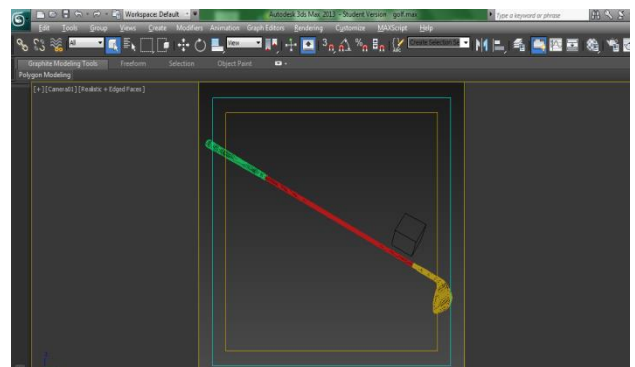 Workspace: Default
Autodesk 3ds Max 2013 - Student Version golf.max
Type a keyword or phrase
Edit Tools Group Views Create Modifiers Animation Graph Editors Rendering Customize MAXScript Help
All
View
Create Selection Se
Graphite Modeling Tools Freeform Selection Object Paint
Polygon Modeling
[+][Camera01][Realistic + Edged Faces]